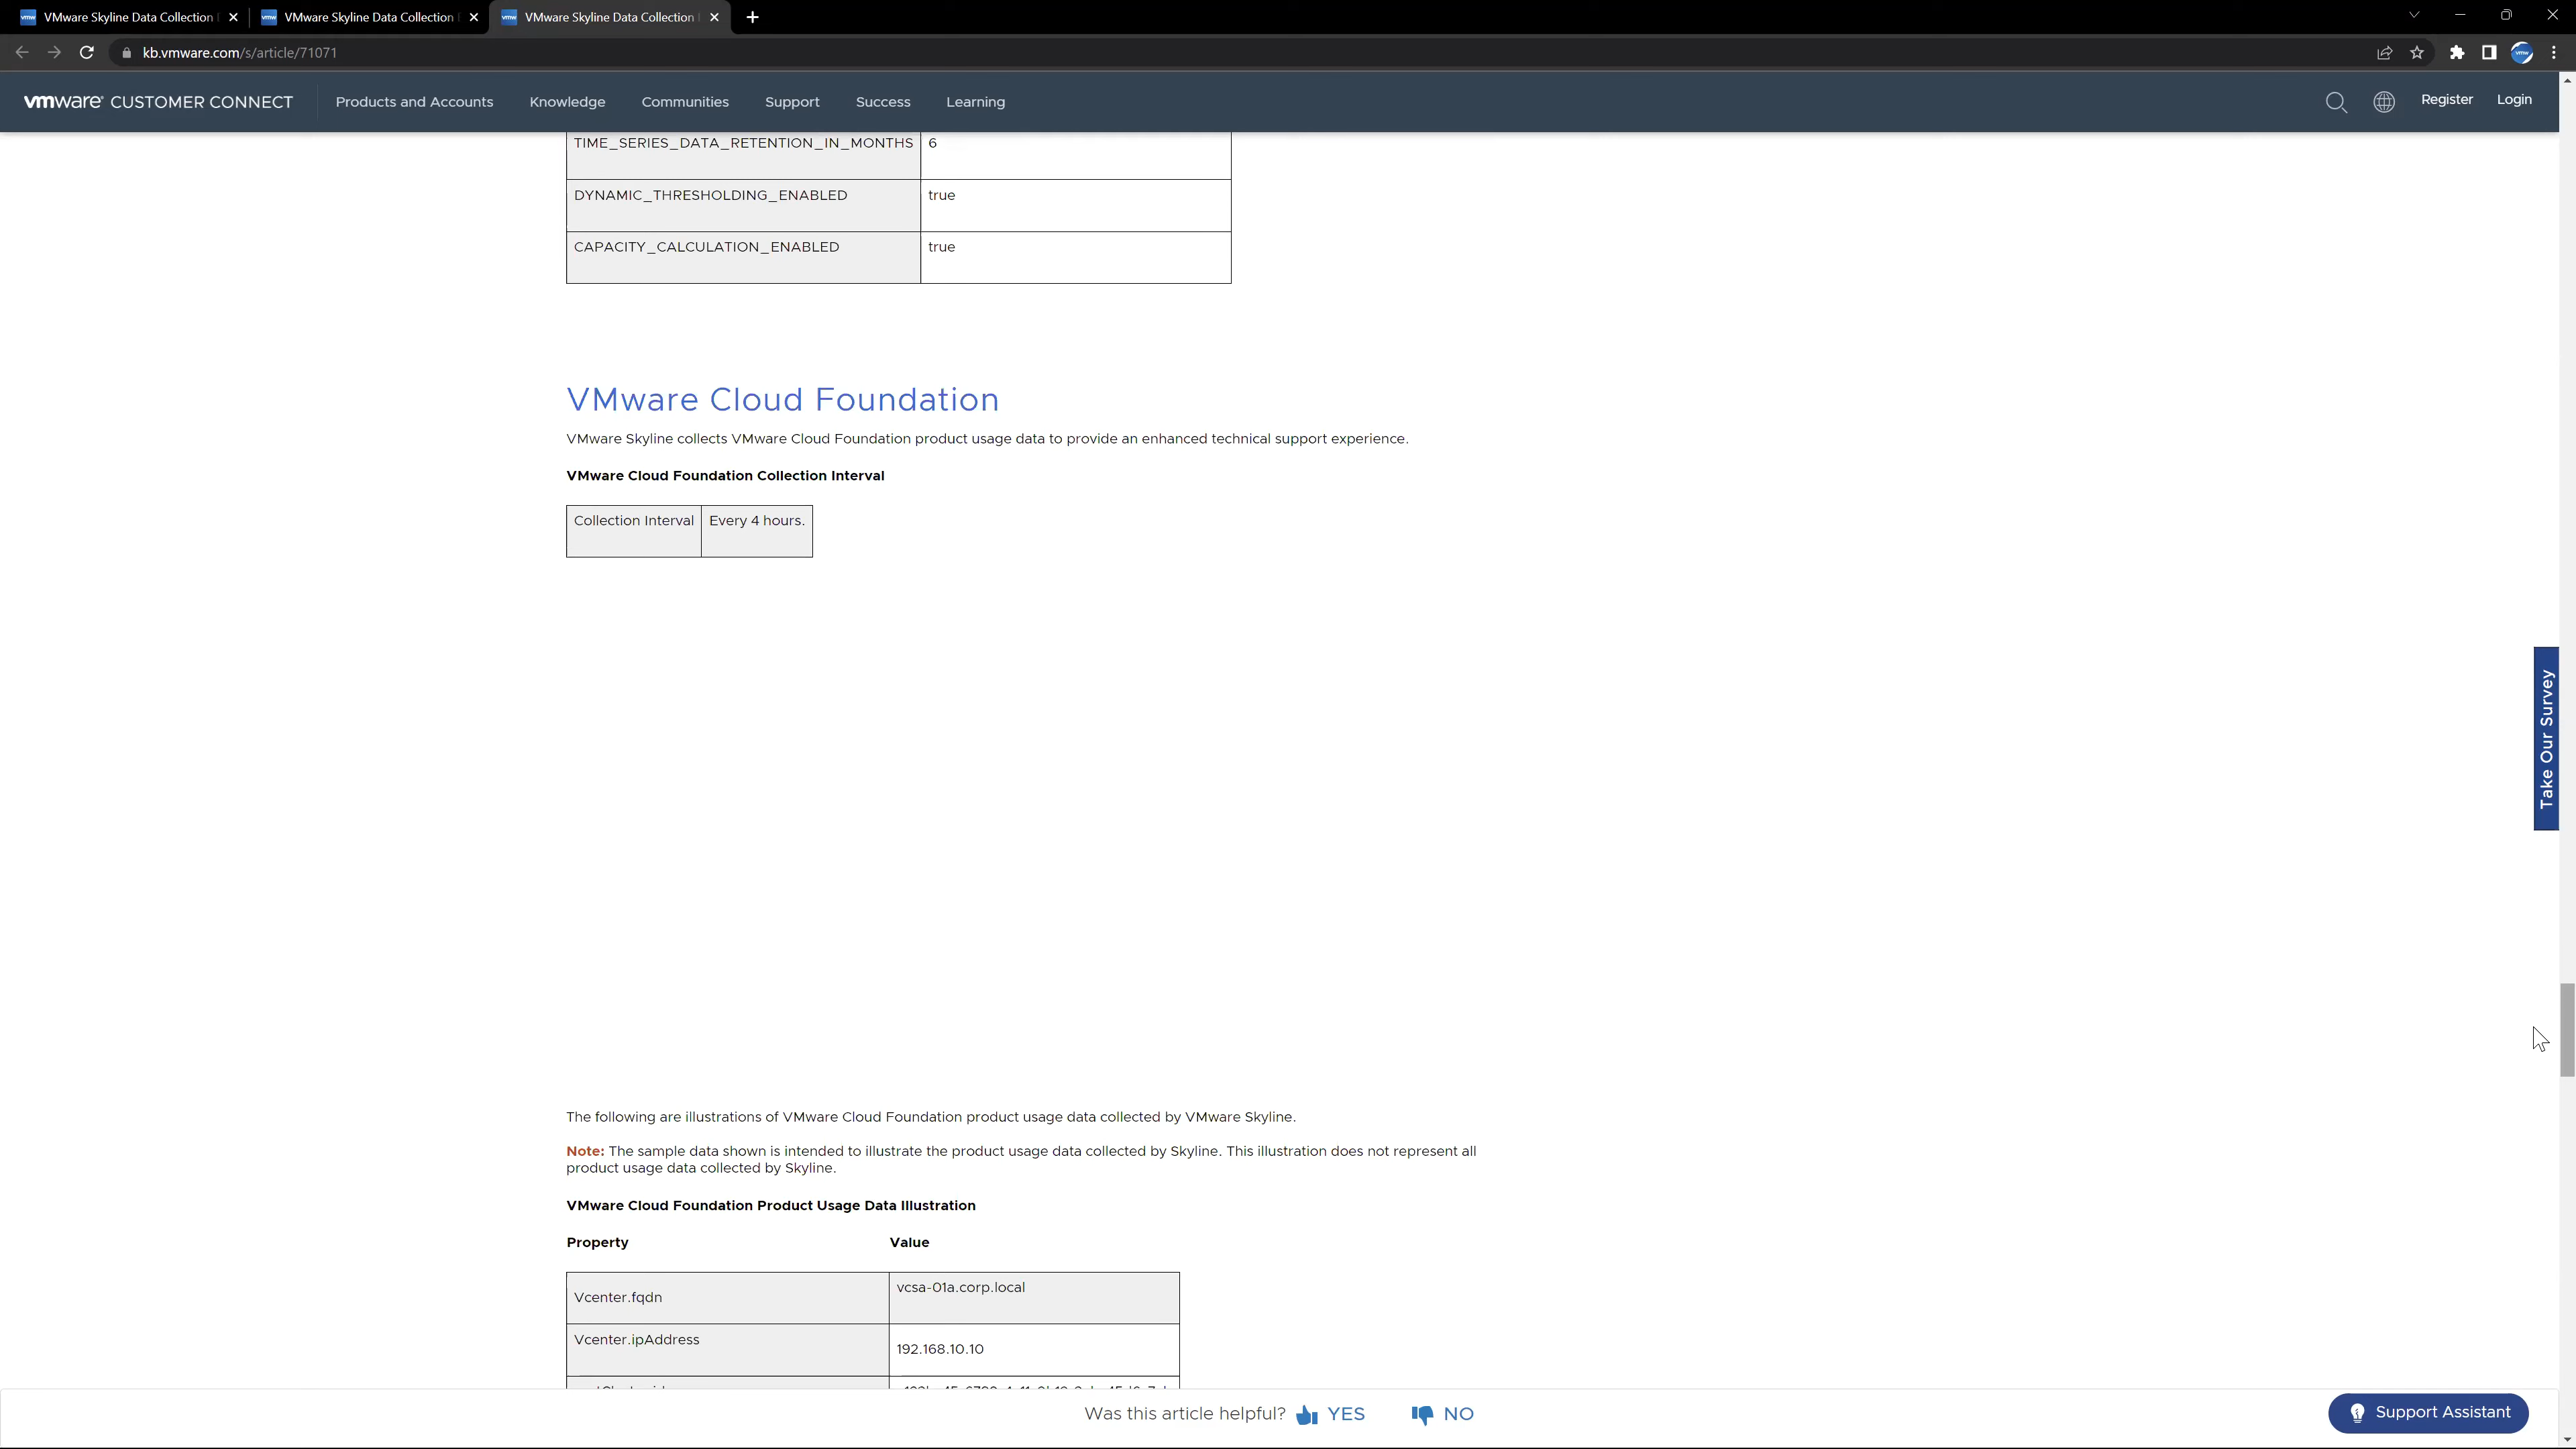 VMware Skyline Data Collection
VMware Skyline Data Collection
VMware Skyline Data Collection
kb.vmware.com/s/article/71071
vmware® CUSTOMER CONNECT
Products and Accounts
Knowledge
Communities
Support
Success
Learning
Register
Login
TIME_SERIES_DATA_RETENTION_IN_MONTHS 6
DYNAMIC_THRESHOLDING_ENABLED true
CAPACITY_CALCULATION_ENABLED true
VMware Cloud Foundation
VMware Skyline collects VMware Cloud Foundation product usage data to provide an enhanced technical support experience.
VMware Cloud Foundation Collection Interval
Collection Interval Every 4 hours.
Take Our Survey
The following are illustrations of VMware Cloud Foundation product usage data collected by VMware Skyline.
Note: The sample data shown is intended to illustrate the product usage data collected by Skyline. This illustration does not represent all
product usage data collected by Skyline.
VMware Cloud Foundation Product Usage Data Illustration
Property Value
Vcenter.fqdn vcsa-01a.corp.local
Vcenter.ipAddress 192.168.10.10
Was this article helpful? YES NO
Support Assistant